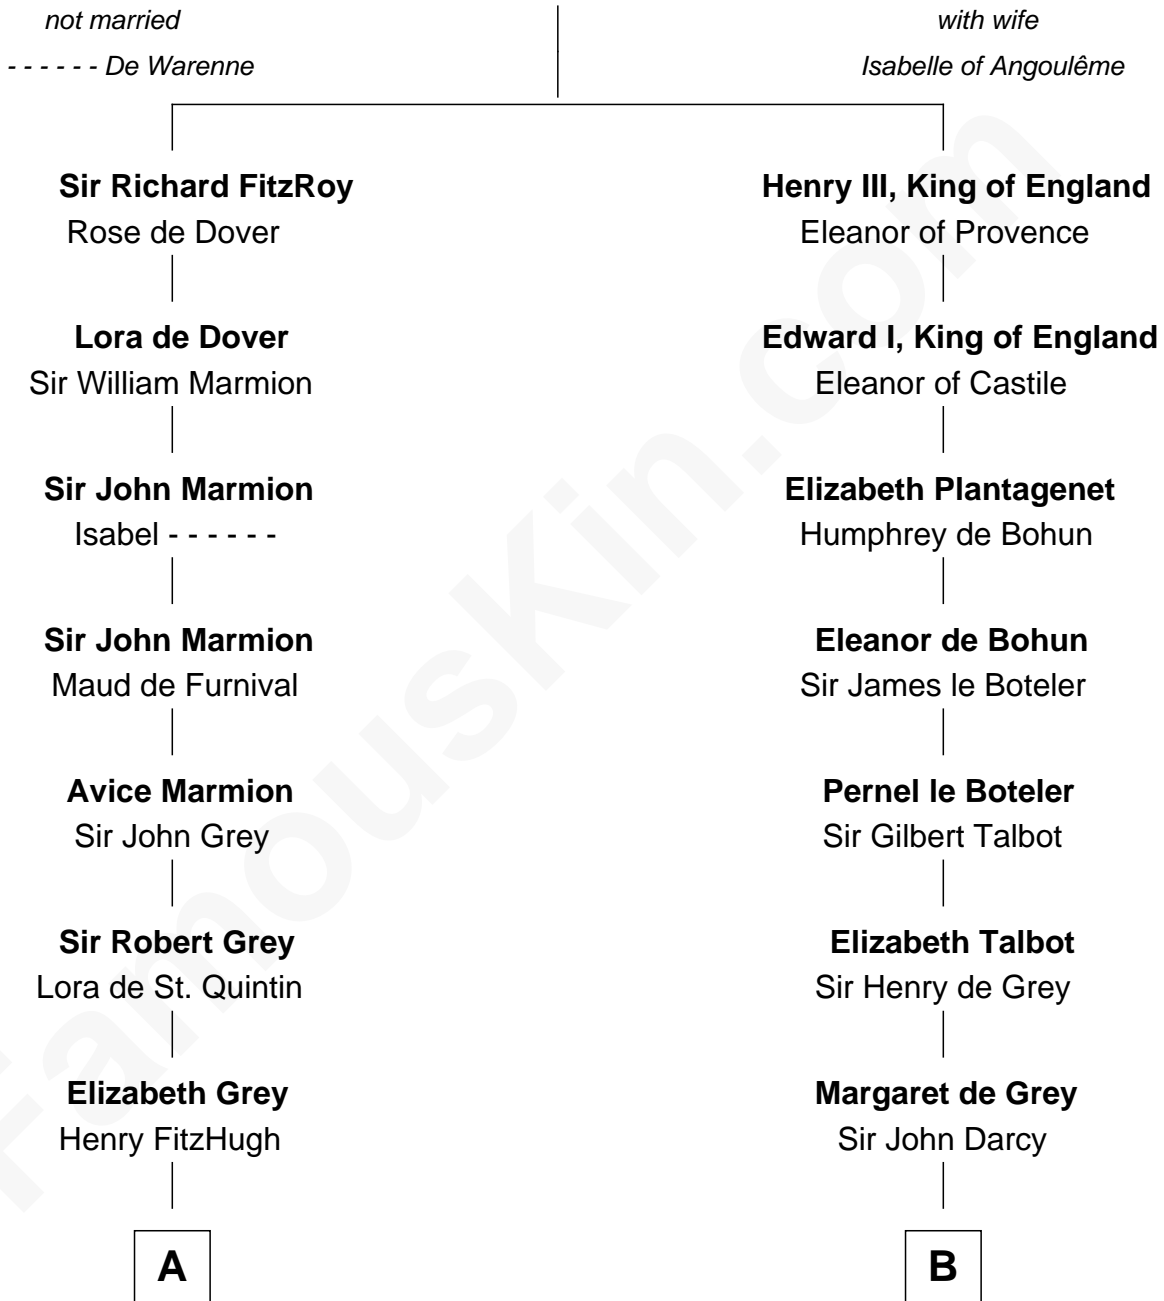 not married
- - - - - - De Warenne
with wife
Isabelle of Angoulême
Sir Richard FitzRoy
Rose de Dover
Henry III, King of England
Eleanor of Provence
Lora de Dover
Sir William Marmion
Edward I, King of England
Eleanor of Castile
Sir John Marmion
Isabel - - - - - -
Elizabeth Plantagenet
Humphrey de Bohun
Sir John Marmion
Maud de Furnival
Eleanor de Bohun
Sir James le Boteler
Avice Marmion
Sir John Grey
Pernel le Boteler
Sir Gilbert Talbot
Sir Robert Grey
Lora de St. Quintin
Elizabeth Talbot
Sir Henry de Grey
Elizabeth Grey
Henry FitzHugh
Margaret de Grey
Sir John Darcy
A
B
FamousKin.com